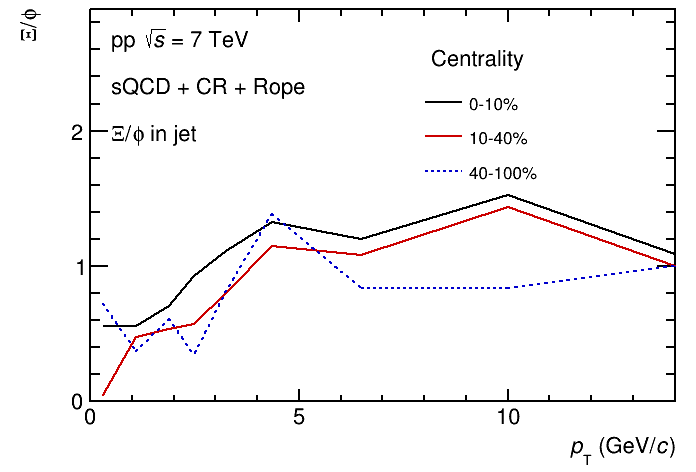 Ξ/ϕ
pp √s = 7 TeV
sQCD + CR + Rope
Ξ/ϕ in jet
Centrality
0-10%
10-40%
40-100%
2
1
0
0 5 10
p_T (GeV/c)